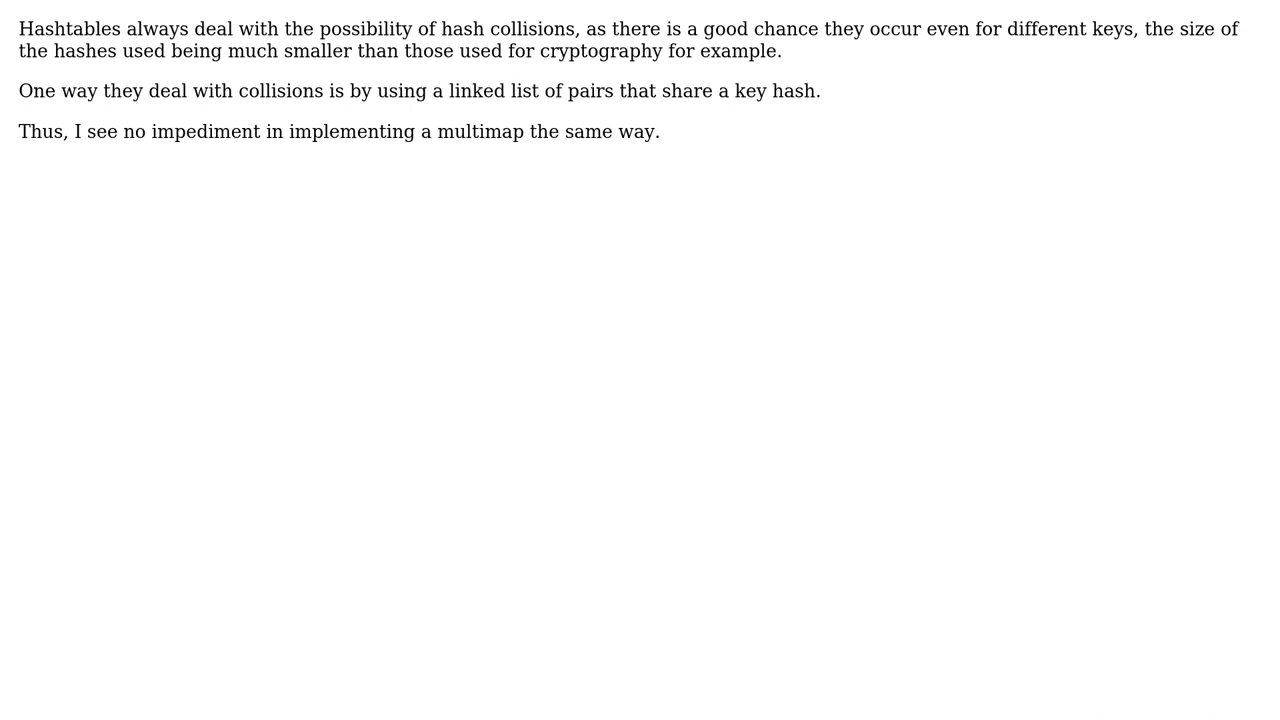 Hashtables always deal with the possibility of hash collisions, as there is a good chance they occur even for different keys, the size of
the hashes used being much smaller than those used for cryptography for example.
One way they deal with collisions is by using a linked list of pairs that share a key hash.
Thus, I see no impediment in implementing a multimap the same way.